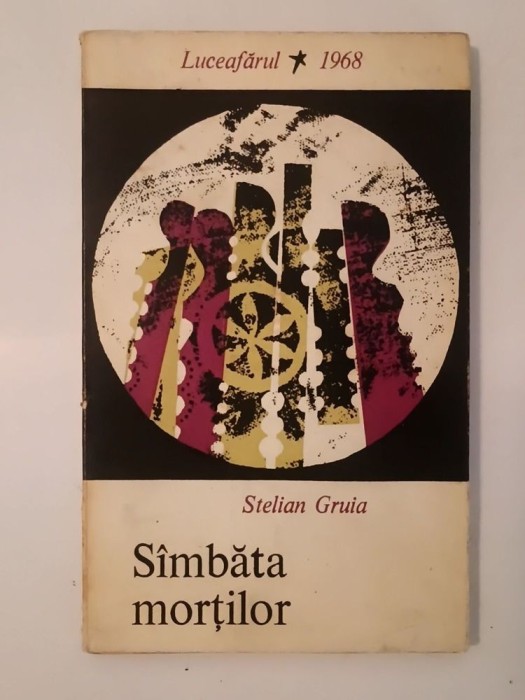 Luceafărul ★ 1968
Stelian Gruia
Sîmbăta
morților